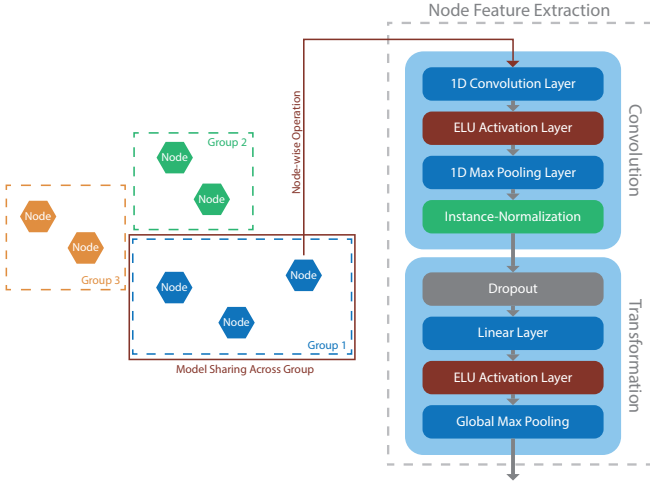 Node Feature Extraction
1D Convolution Layer
ELU Activation Layer
1D Max Pooling Layer
Instance-Normalization
Convolution
Dropout
Linear Layer
ELU Activation Layer
Global Max Pooling
Transformation
Node-wise Operation
Group 2
Node
Node
Node
Node
Group 3
Node
Node
Node
Group 1
Model Sharing Across Group